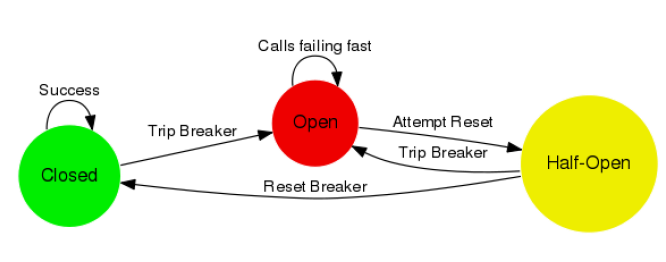 Calls failing fast
Success
Trip Breaker
Open
Attempt Reset
Trip Breaker
Half-Open
Closed
Reset Breaker